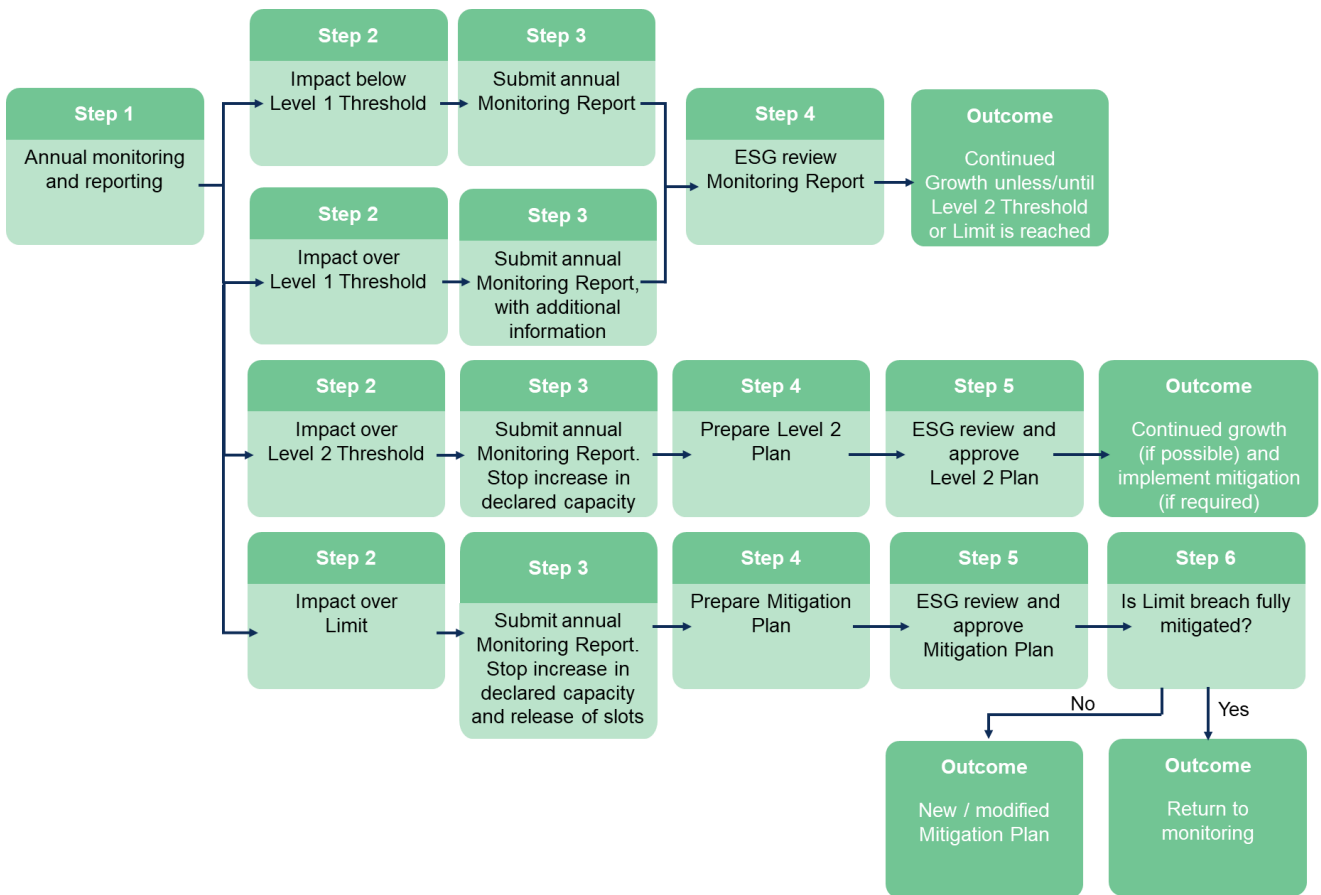 Step 1
Annual monitoring
and reporting
Step 2
Impact below
Level 1 Threshold
Step 3
Submit annual
Monitoring Report
Step 2
Impact over
Level 1 Threshold
Step 3
Submit annual
Monitoring Report,
with additional
information
Step 4
ESG review
Monitoring Report
Outcome
Continued
Growth unless/until
Level 2 Threshold
or Limit is reached
Step 2
Impact over
Level 2 Threshold
Step 3
Submit annual
Monitoring Report.
Stop increase in
declared capacity
Step 4
Prepare Level 2
Plan
Step 5
ESG review and
approve
Level 2 Plan
Outcome
Continued growth
(if possible) and
implement mitigation
(if required)
Step 2
Impact over
Limit
Step 3
Submit annual
Monitoring Report.
Stop increase in
declared capacity
and release of slots
Step 4
Prepare Mitigation
Plan
Step 5
ESG review and
approve
Mitigation Plan
Step 6
Is Limit breach fully
mitigated?
No
Yes
Outcome
New / modified
Mitigation Plan
Outcome
Return to
monitoring